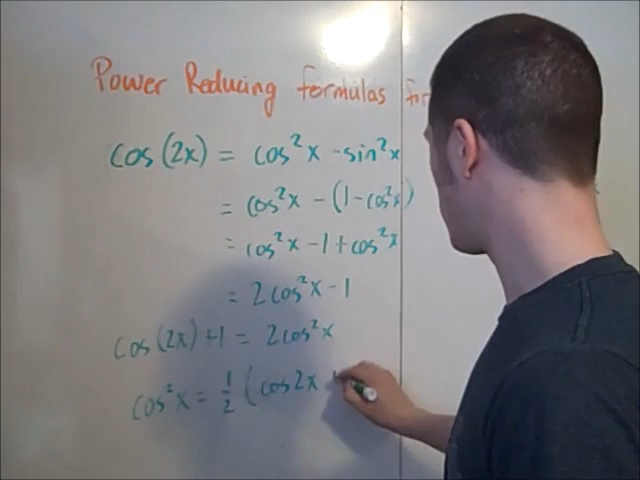 Power Reducing formulas
cos(2x) = cos²x - sin²x
= cos²x - (1 - cos²x)
= cos²x - 1 + cos²x
= 2cos²x - 1
cos(2x) + 1 = 2cos²x
cos²x = 1/2 (cos2x